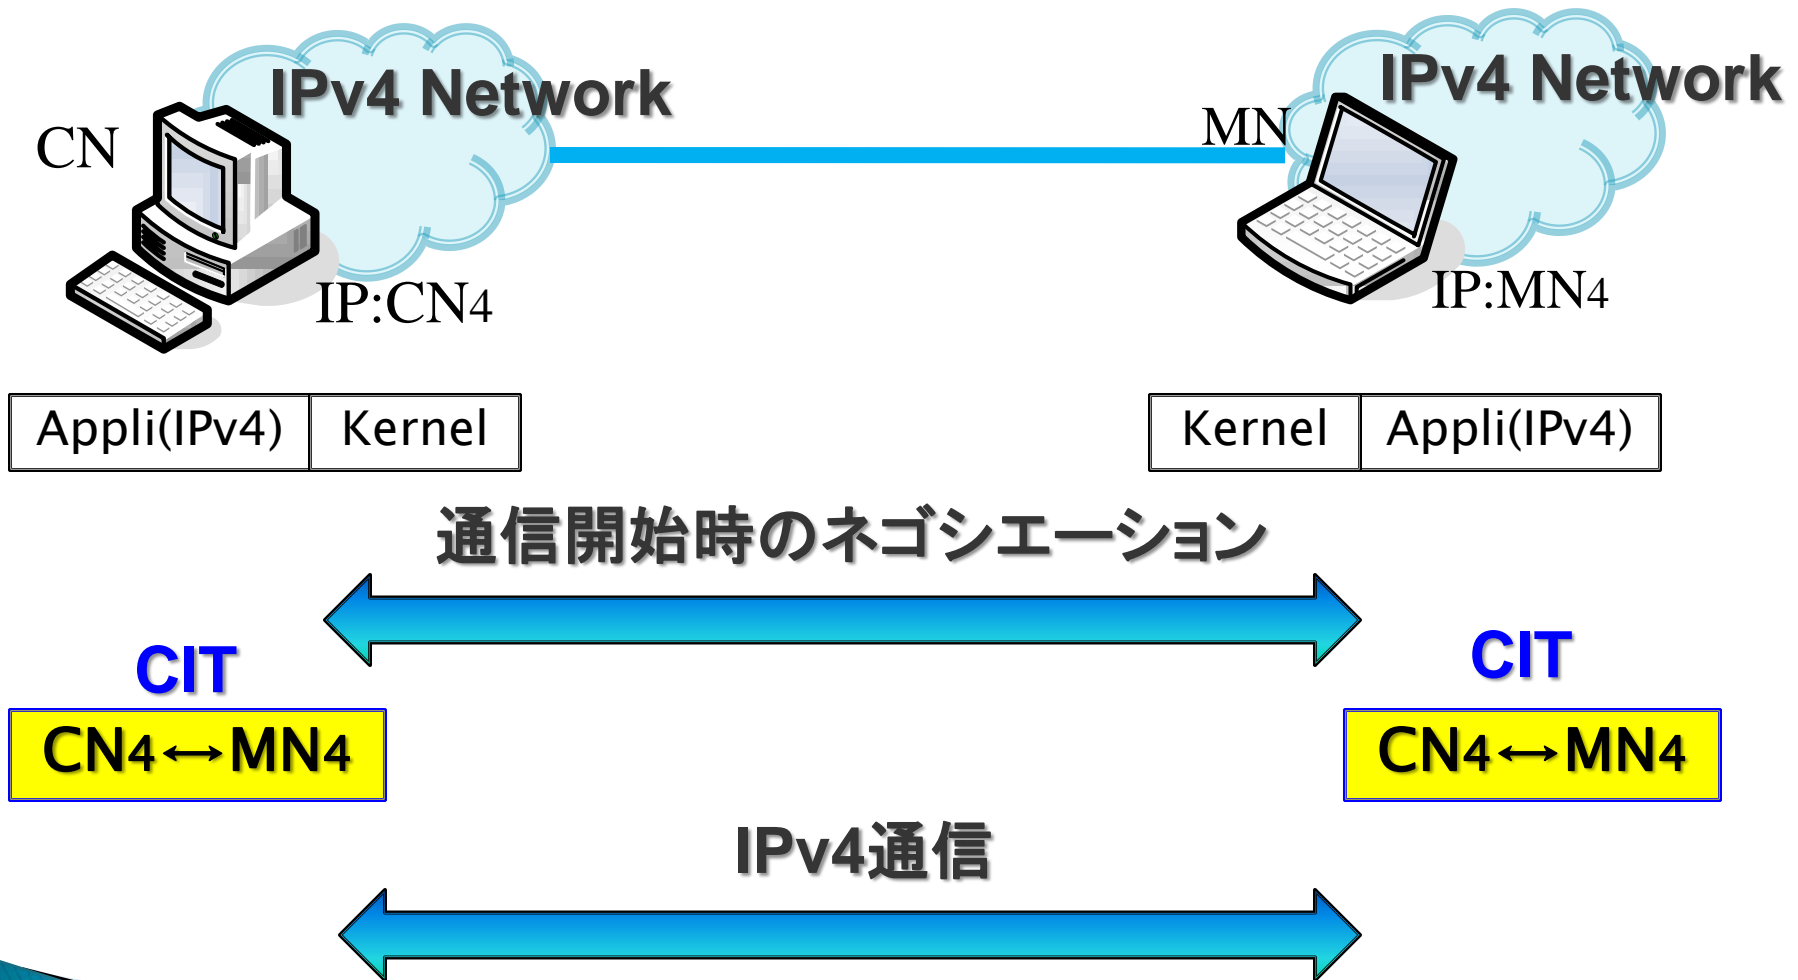 IPv4 Network
IPv4 Network
CN
MN
IP:CN4
IP:MN4
Appli(IPv4) Kernel
Kernel Appli(IPv4)
通信開始時のネゴシエーション
CIT
CIT
CN4↔MN4
CN4↔MN4
IPv4通信